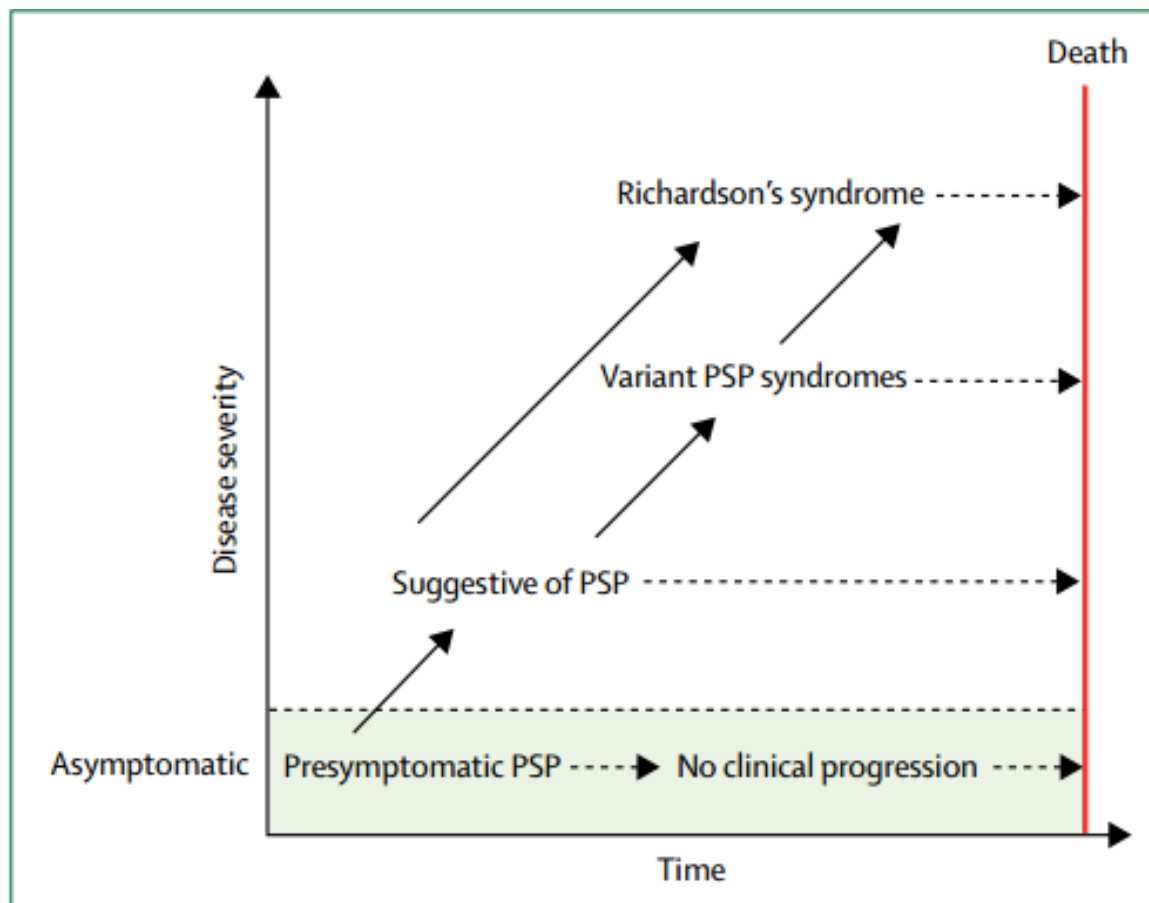 Death
Richardson's syndrome
Variant PSP syndromes
Disease severity
Suggestive of PSP
Asymptomatic
Presymptomatic PSP
No clinical progression
Time